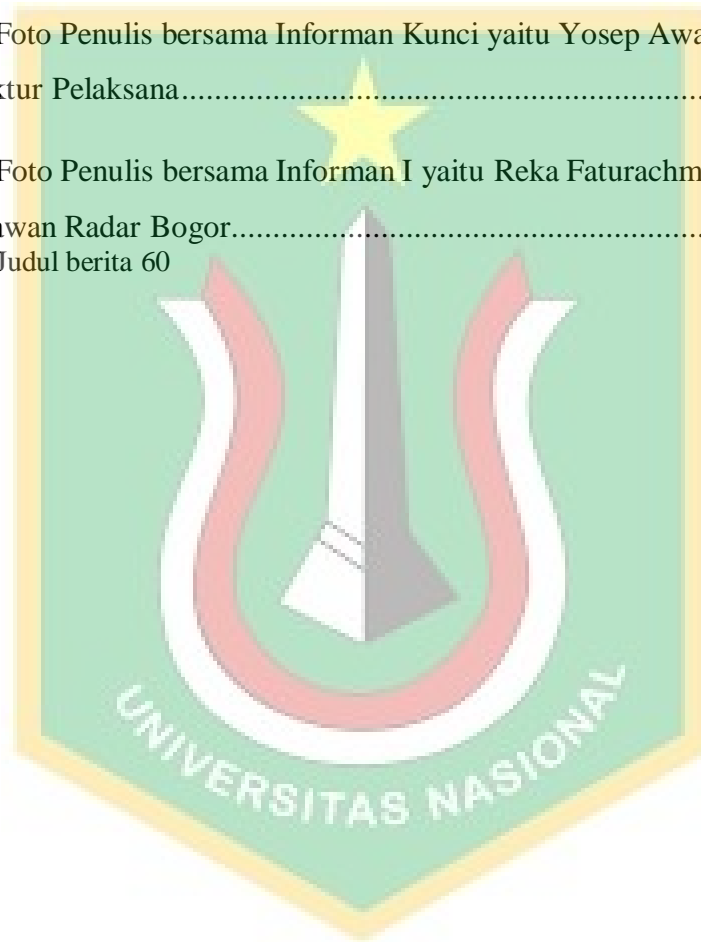 Foto Penulis bersama Informan Kunci yaitu Yosep Awa
ktur Pelaksana..........................................................
Foto Penulis bersama Informan I yaitu Reka Faturachm
awan Radar Bogor....................................................
Judul berita 60
UNIVERSITAS NASIONAL